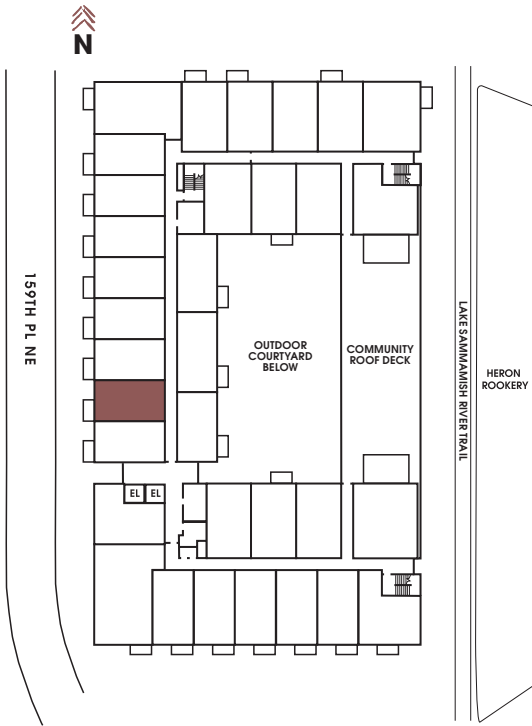 N
159TH PL NE
OUTDOOR
COURTYARD
BELOW
COMMUNITY
ROOF DECK
LAKE SAMMAMISH RIVER TRAIL
HERON
ROOKERY
EL EL